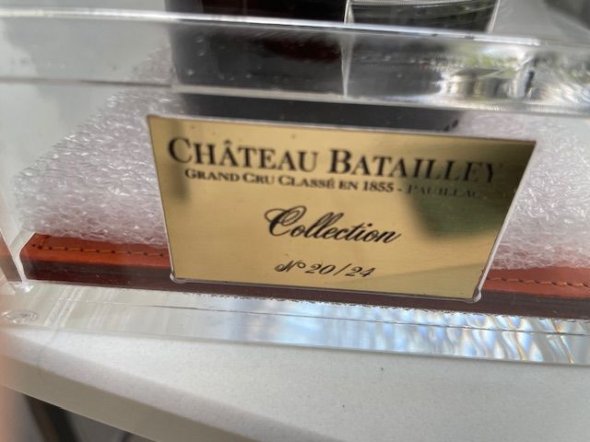 CHÂTEAU BATAILLEY
GRAND CRU CLASSÉ EN 1855 - PAUILLAC
Collection
N° 20/24